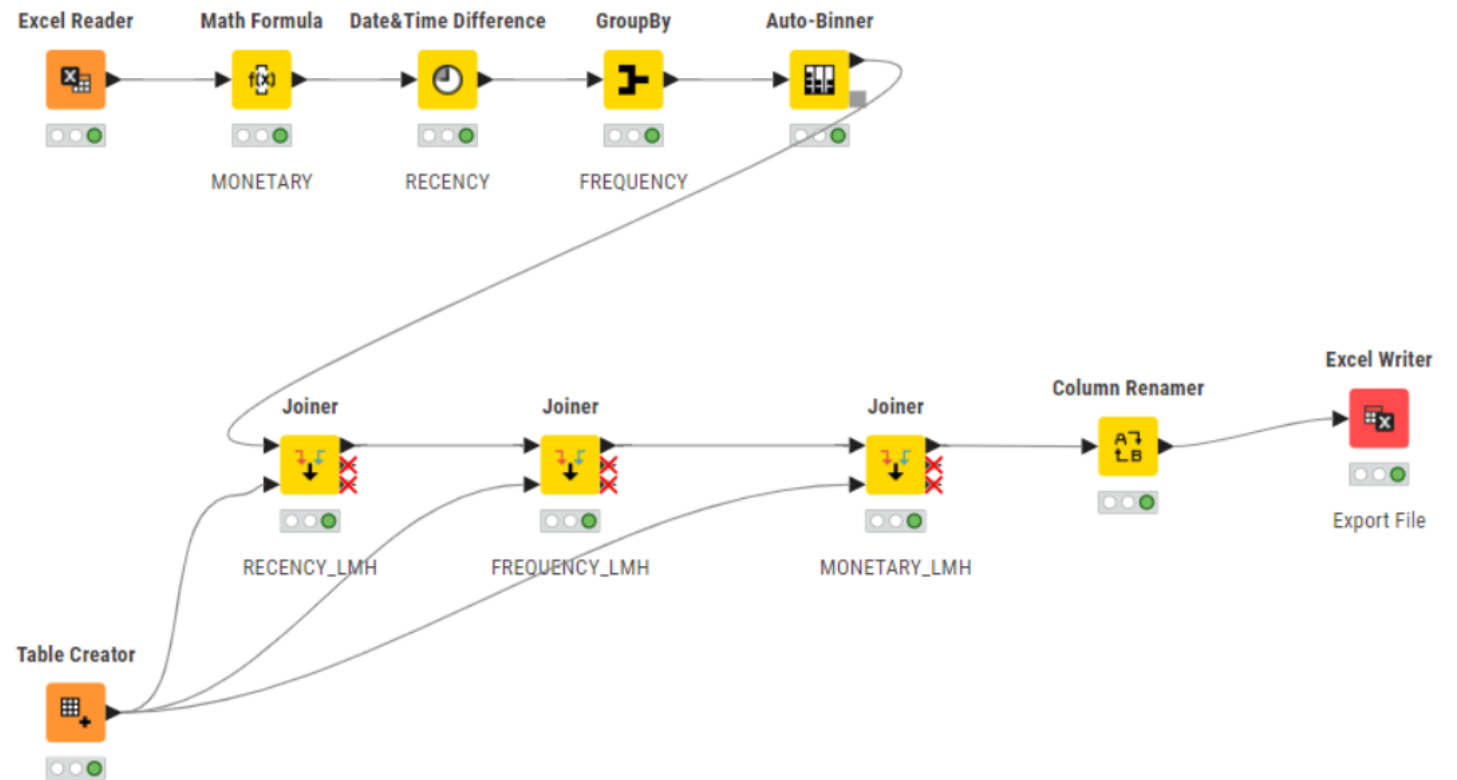 Excel Reader
Math Formula
Date&Time Difference
GroupBy
Auto-Binner
f(x)
MONETARY
RECENCY
FREQUENCY
Excel Writer
Column Renamer
Joiner
Joiner
Joiner
A
B
X
Export File
RECENCY_LMH
FREQUENCY_LMH
MONETARY_LMH
Table Creator